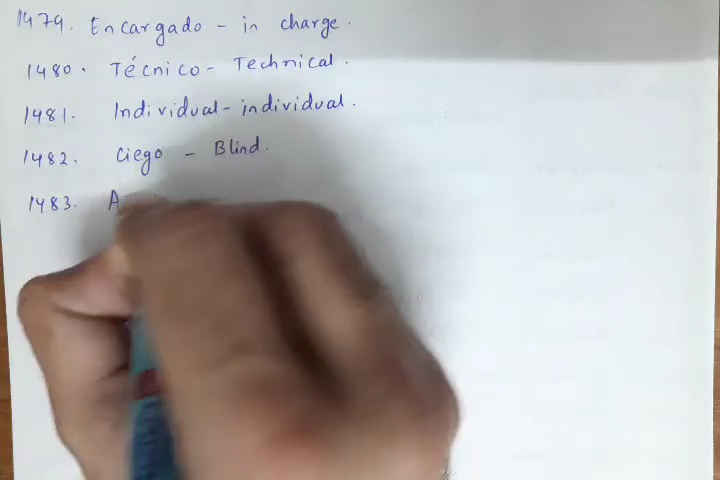 1479. Encargado - in charge.
1480. Técnico - Technical.
1481. Individual - individual.
1482. Ciego - Blind.
1483. A